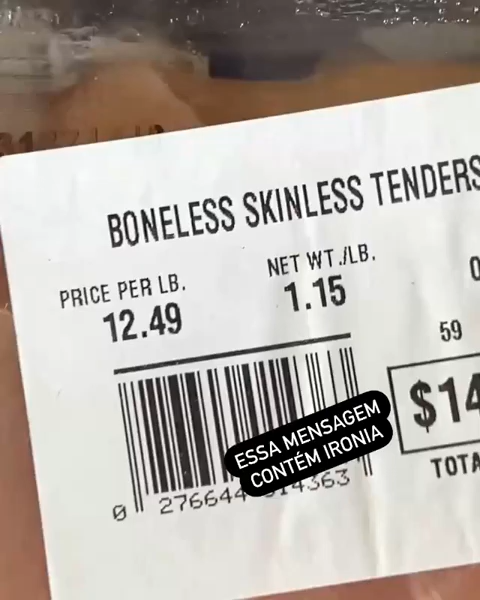 BONELESS SKINLESS TENDERS
PRICE PER LB.
12.49
NET WT./LB.
1.15
59
$14
TOTA
ESSA MENSAGEM
CONTÉM IRONIA
0 276644 314363